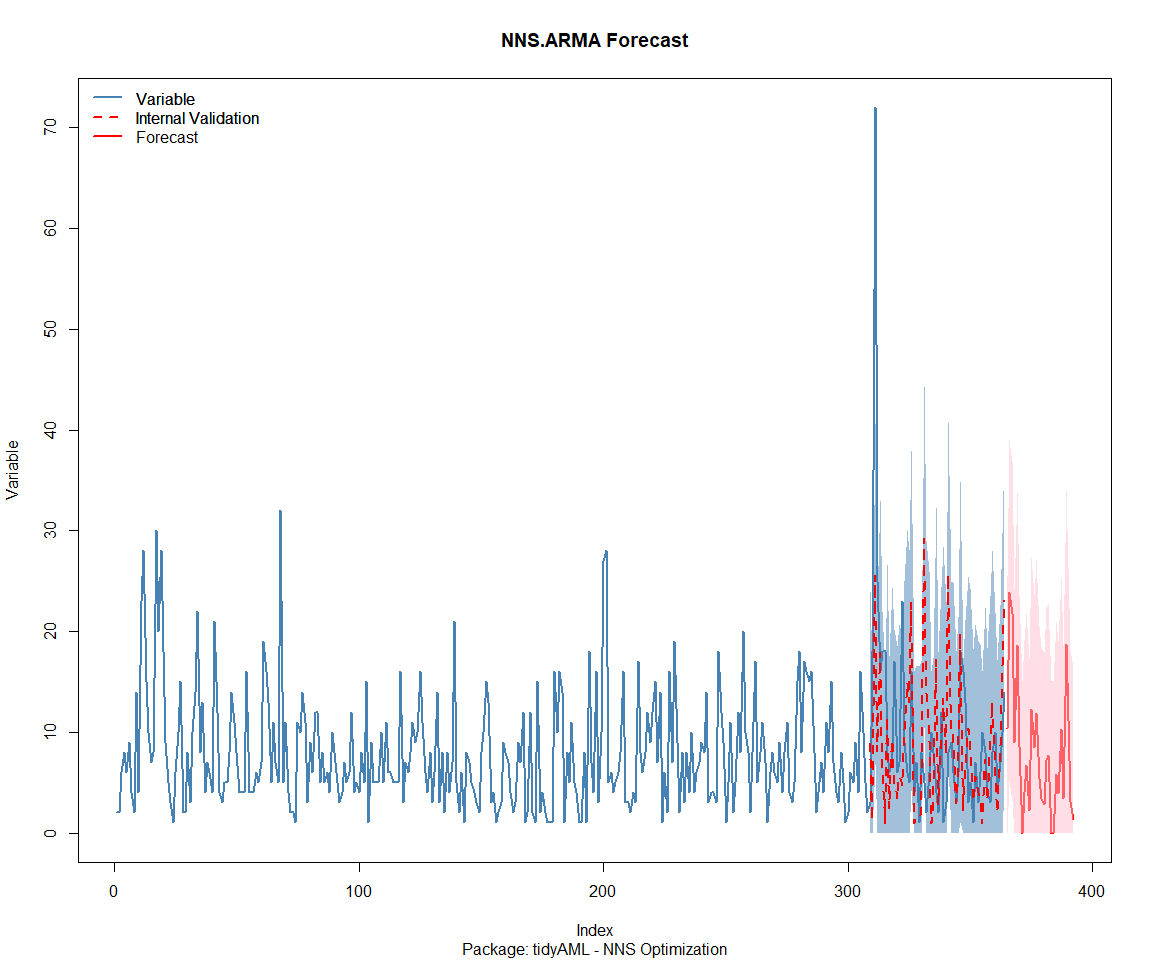 NNS.ARMA Forecast
Variable
Internal Validation
Forecast
70
60
50
40
30
20
10
0
Variable
0 100 200 300 400
Index
Package: tidyAML - NNS Optimization